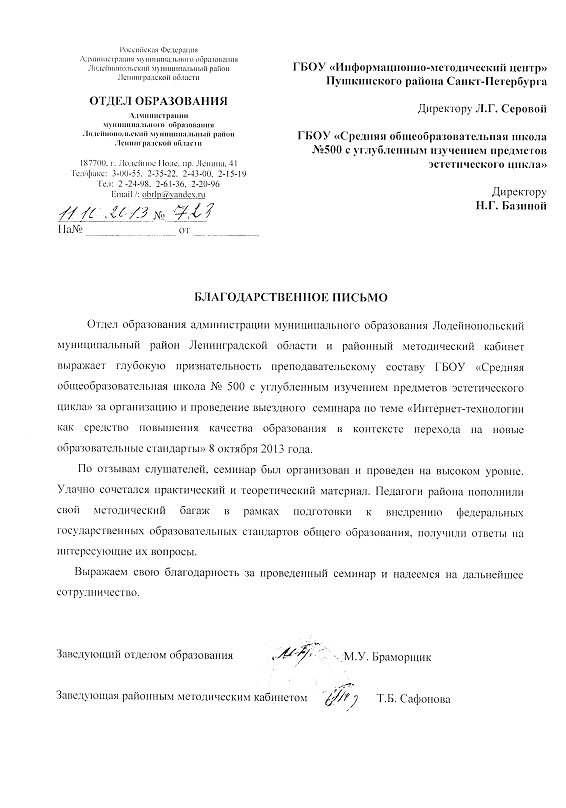 Российская Федерация
Администрация муниципального образования
Лодейнопольский муниципальный район
Ленинградской области
ОТДЕЛ ОБРАЗОВАНИЯ
Администрации
муниципального образования
Лодейнопольский муниципальный район
Ленинградской области
187700, г. Лодейное Поле, пр. Ленина, 41
Тел/факс: 3-00-55, 2-35-22, 2-43-00, 2-15-19
Тел: 2 -24-98, 2-61-36, 2-20-96
Email /: obrlp@yandex.ru
11.10.2013 № 723
На№ ______________ от ___________
ГБОУ «Информационно-методический центр»
Пушкинского района Санкт-Петербурга
Директору Л.Г. Серовой
ГБОУ «Средняя общеобразовательная школа
№500 с углубленным изучением предметов
эстетического цикла»
Директору
Н.Г. Базиной
БЛАГОДАРСТВЕННОЕ ПИСЬМО
Отдел образования администрации муниципального образования Лодейнопольский
муниципальный район Ленинградской области и районный методический кабинет
выражает глубокую признательность преподавательскому составу ГБОУ «Средняя
общеобразовательная школа № 500 с углубленным изучением предметов эстетического
цикла» за организацию и проведение выездного семинара по теме «Интернет-технологии
как средство повышения качества образования в контексте перехода на новые
образовательные стандарты» 8 октября 2013 года.
По отзывам слушателей, семинар был организован и проведен на высоком уровне.
Удачно сочетался практический и теоретический материал. Педагоги района пополнили
свой методический багаж в рамках подготовки к внедрению федеральных
государственных образовательных стандартов общего образования, получили ответы на
интересующие их вопросы.
Выражаем свою благодарность за проведенный семинар и надеемся на дальнейшее
сотрудничество.
Заведующий отделом образования М.У. Браморщик
Заведующая районным методическим кабинетом Т.Б. Сафонова